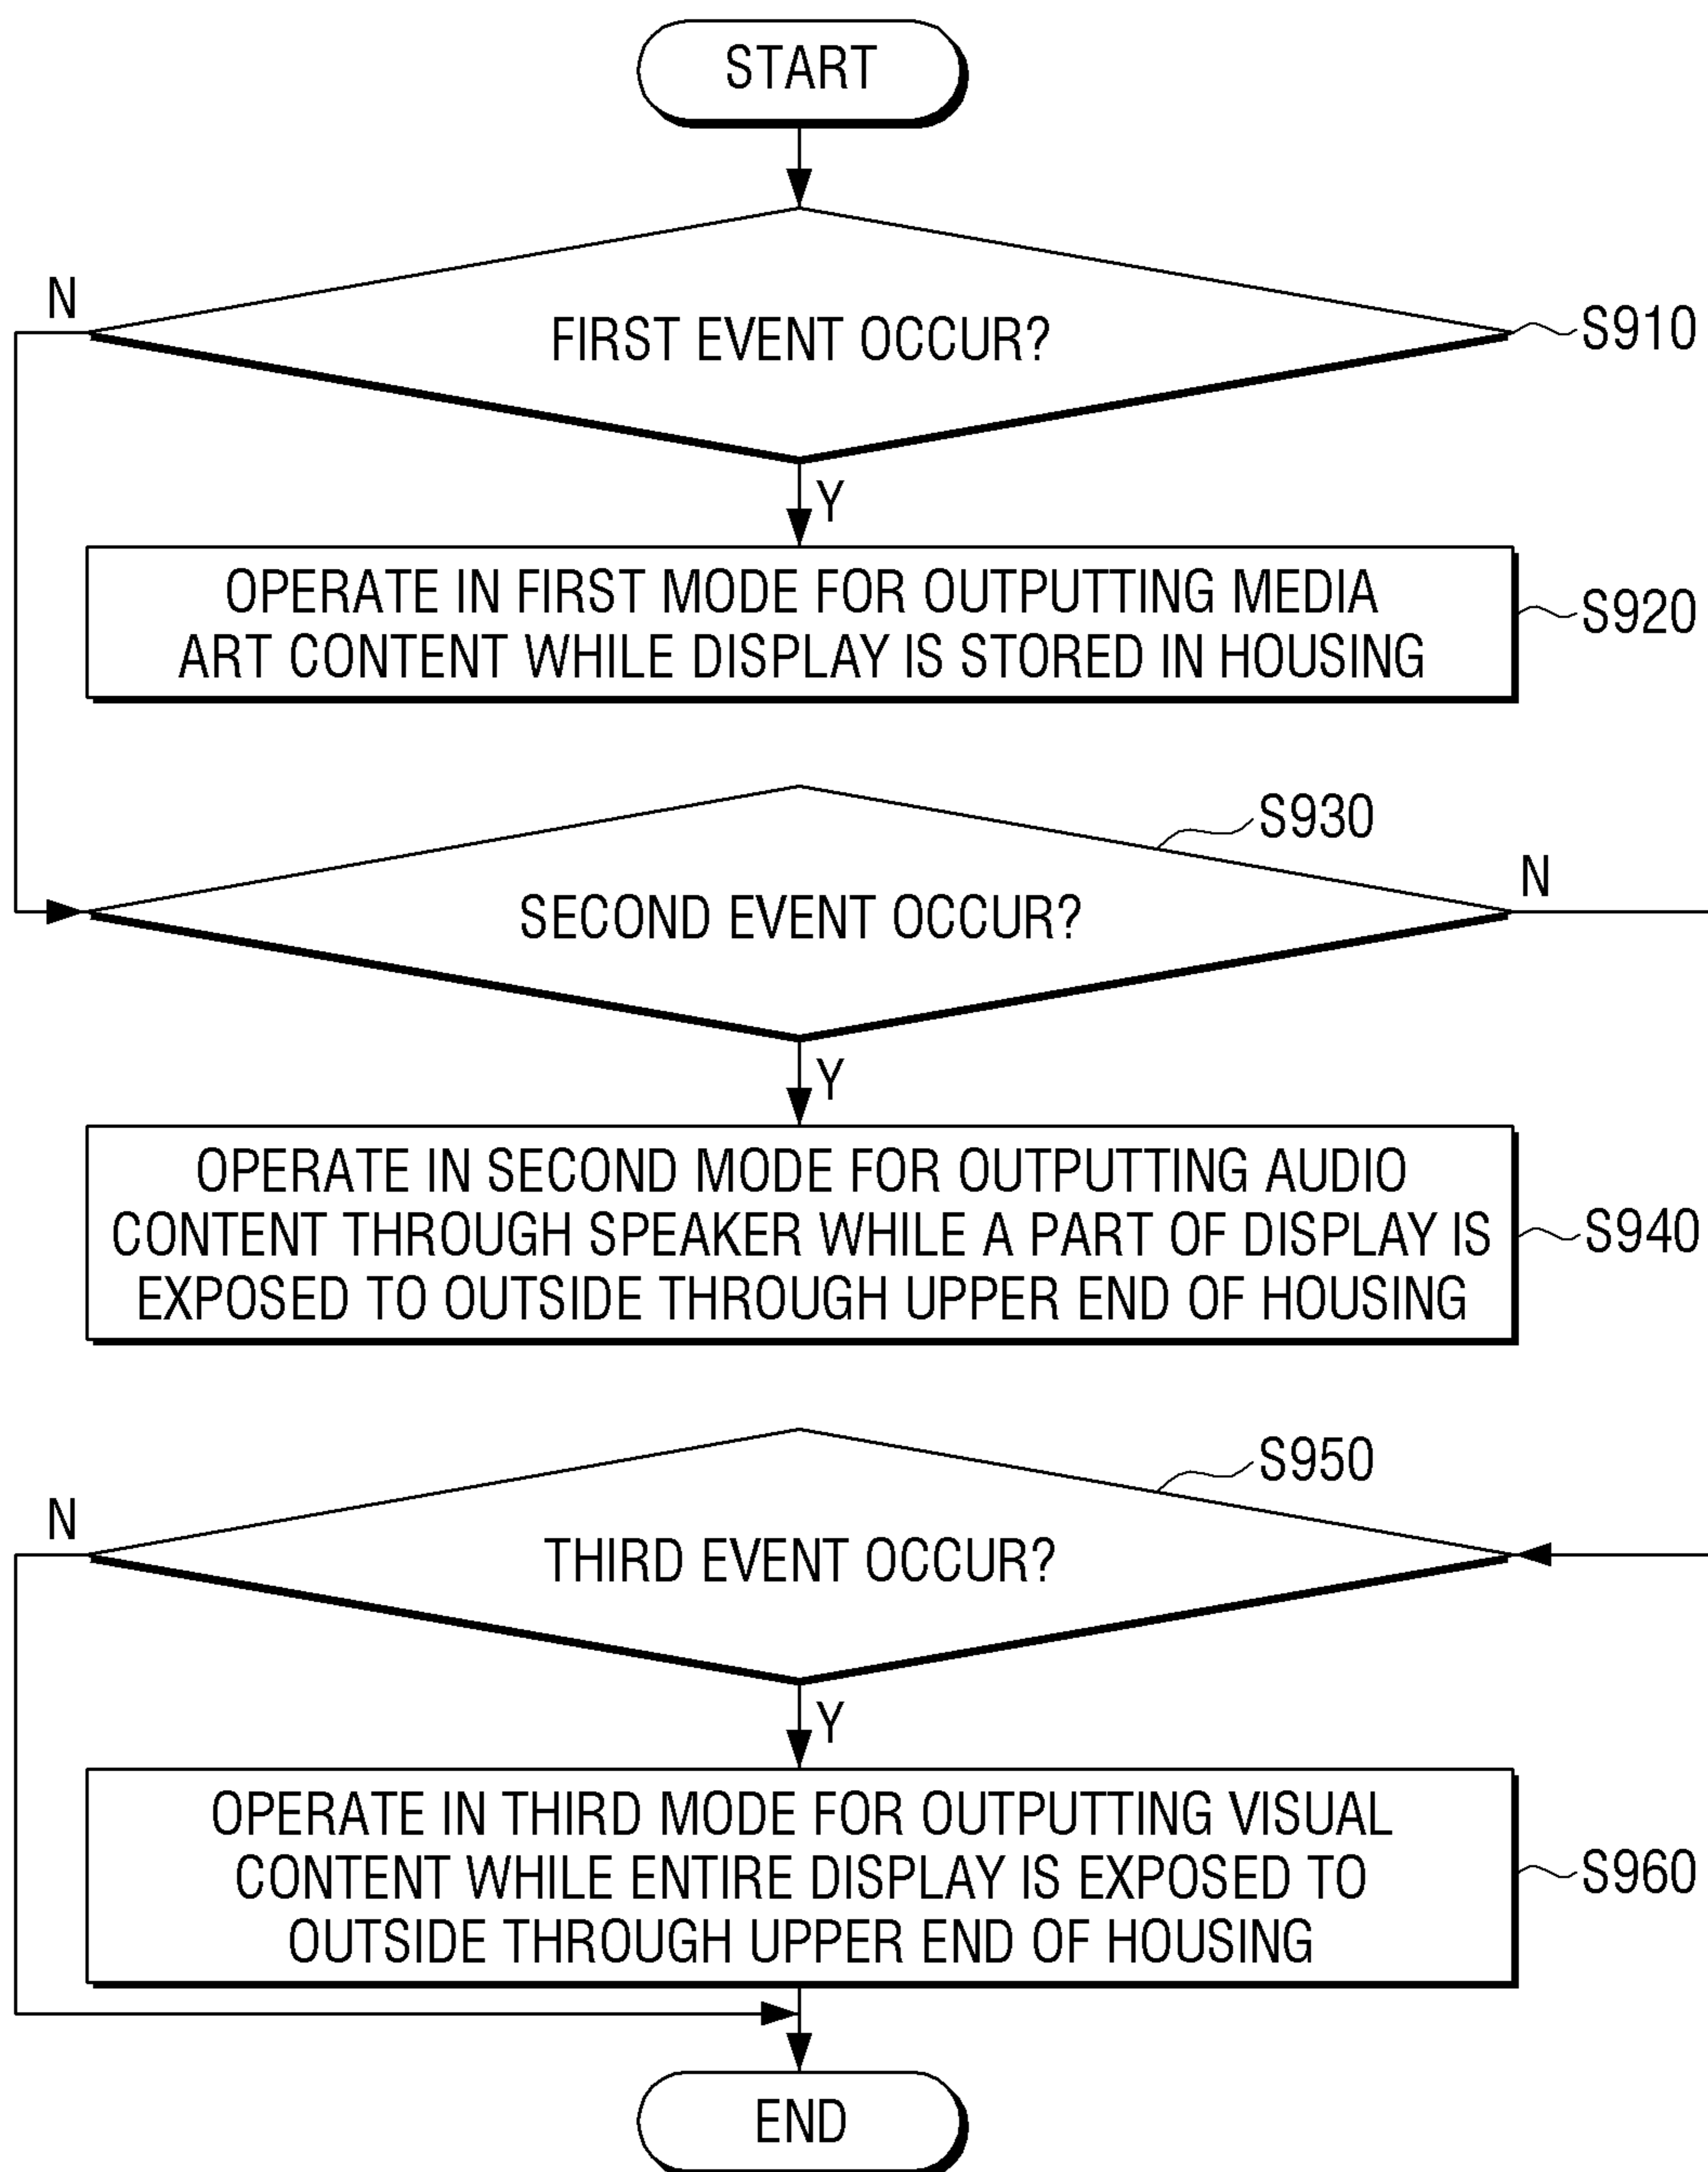 START
N
FIRST EVENT OCCUR?
S910
Y
OPERATE IN FIRST MODE FOR OUTPUTTING MEDIA
ART CONTENT WHILE DISPLAY IS STORED IN HOUSING
S920
S930
N
SECOND EVENT OCCUR?
Y
OPERATE IN SECOND MODE FOR OUTPUTTING AUDIO
CONTENT THROUGH SPEAKER WHILE A PART OF DISPLAY IS
EXPOSED TO OUTSIDE THROUGH UPPER END OF HOUSING
S940
S950
N
THIRD EVENT OCCUR?
Y
OPERATE IN THIRD MODE FOR OUTPUTTING VISUAL
CONTENT WHILE ENTIRE DISPLAY IS EXPOSED TO
OUTSIDE THROUGH UPPER END OF HOUSING
S960
END